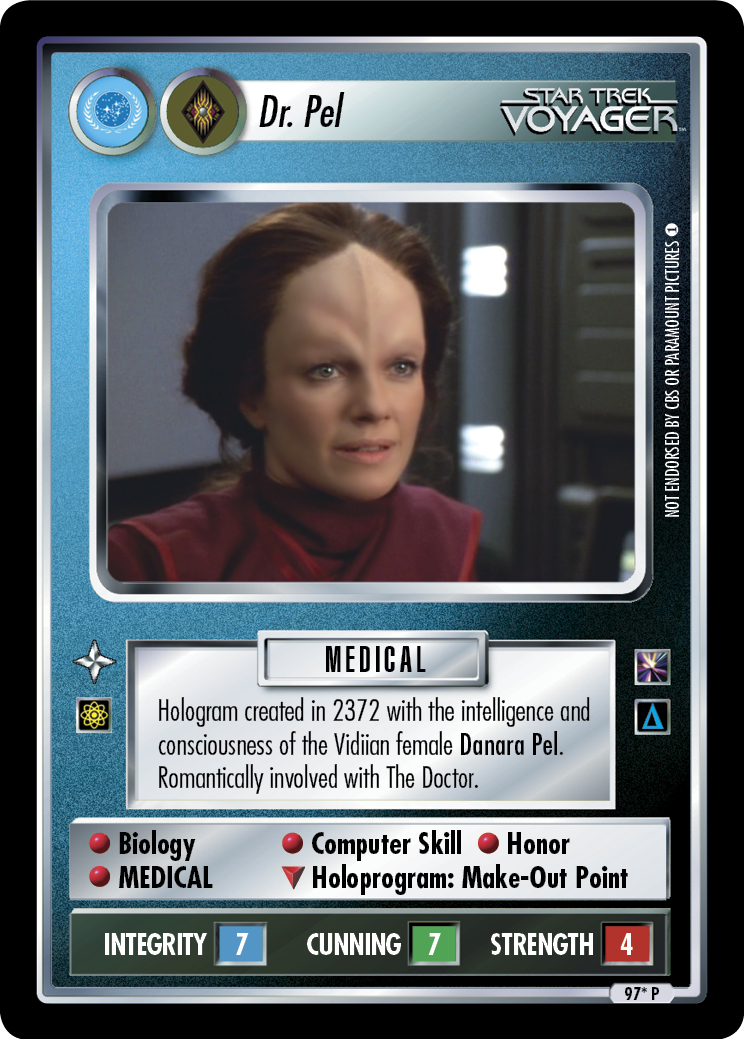 Dr. Pel
STAR TREK
VOYAGER™
NOT ENDORSED BY CBS OR PARAMOUNT PICTURES 1
MEDICAL
Hologram created in 2372 with the intelligence and
consciousness of the Vidiian female Danara Pel.
Romantically involved with The Doctor.
Biology Computer Skill Honor
MEDICAL Holoprogram: Make-Out Point
INTEGRITY 7 CUNNING 7 STRENGTH 4
97* P